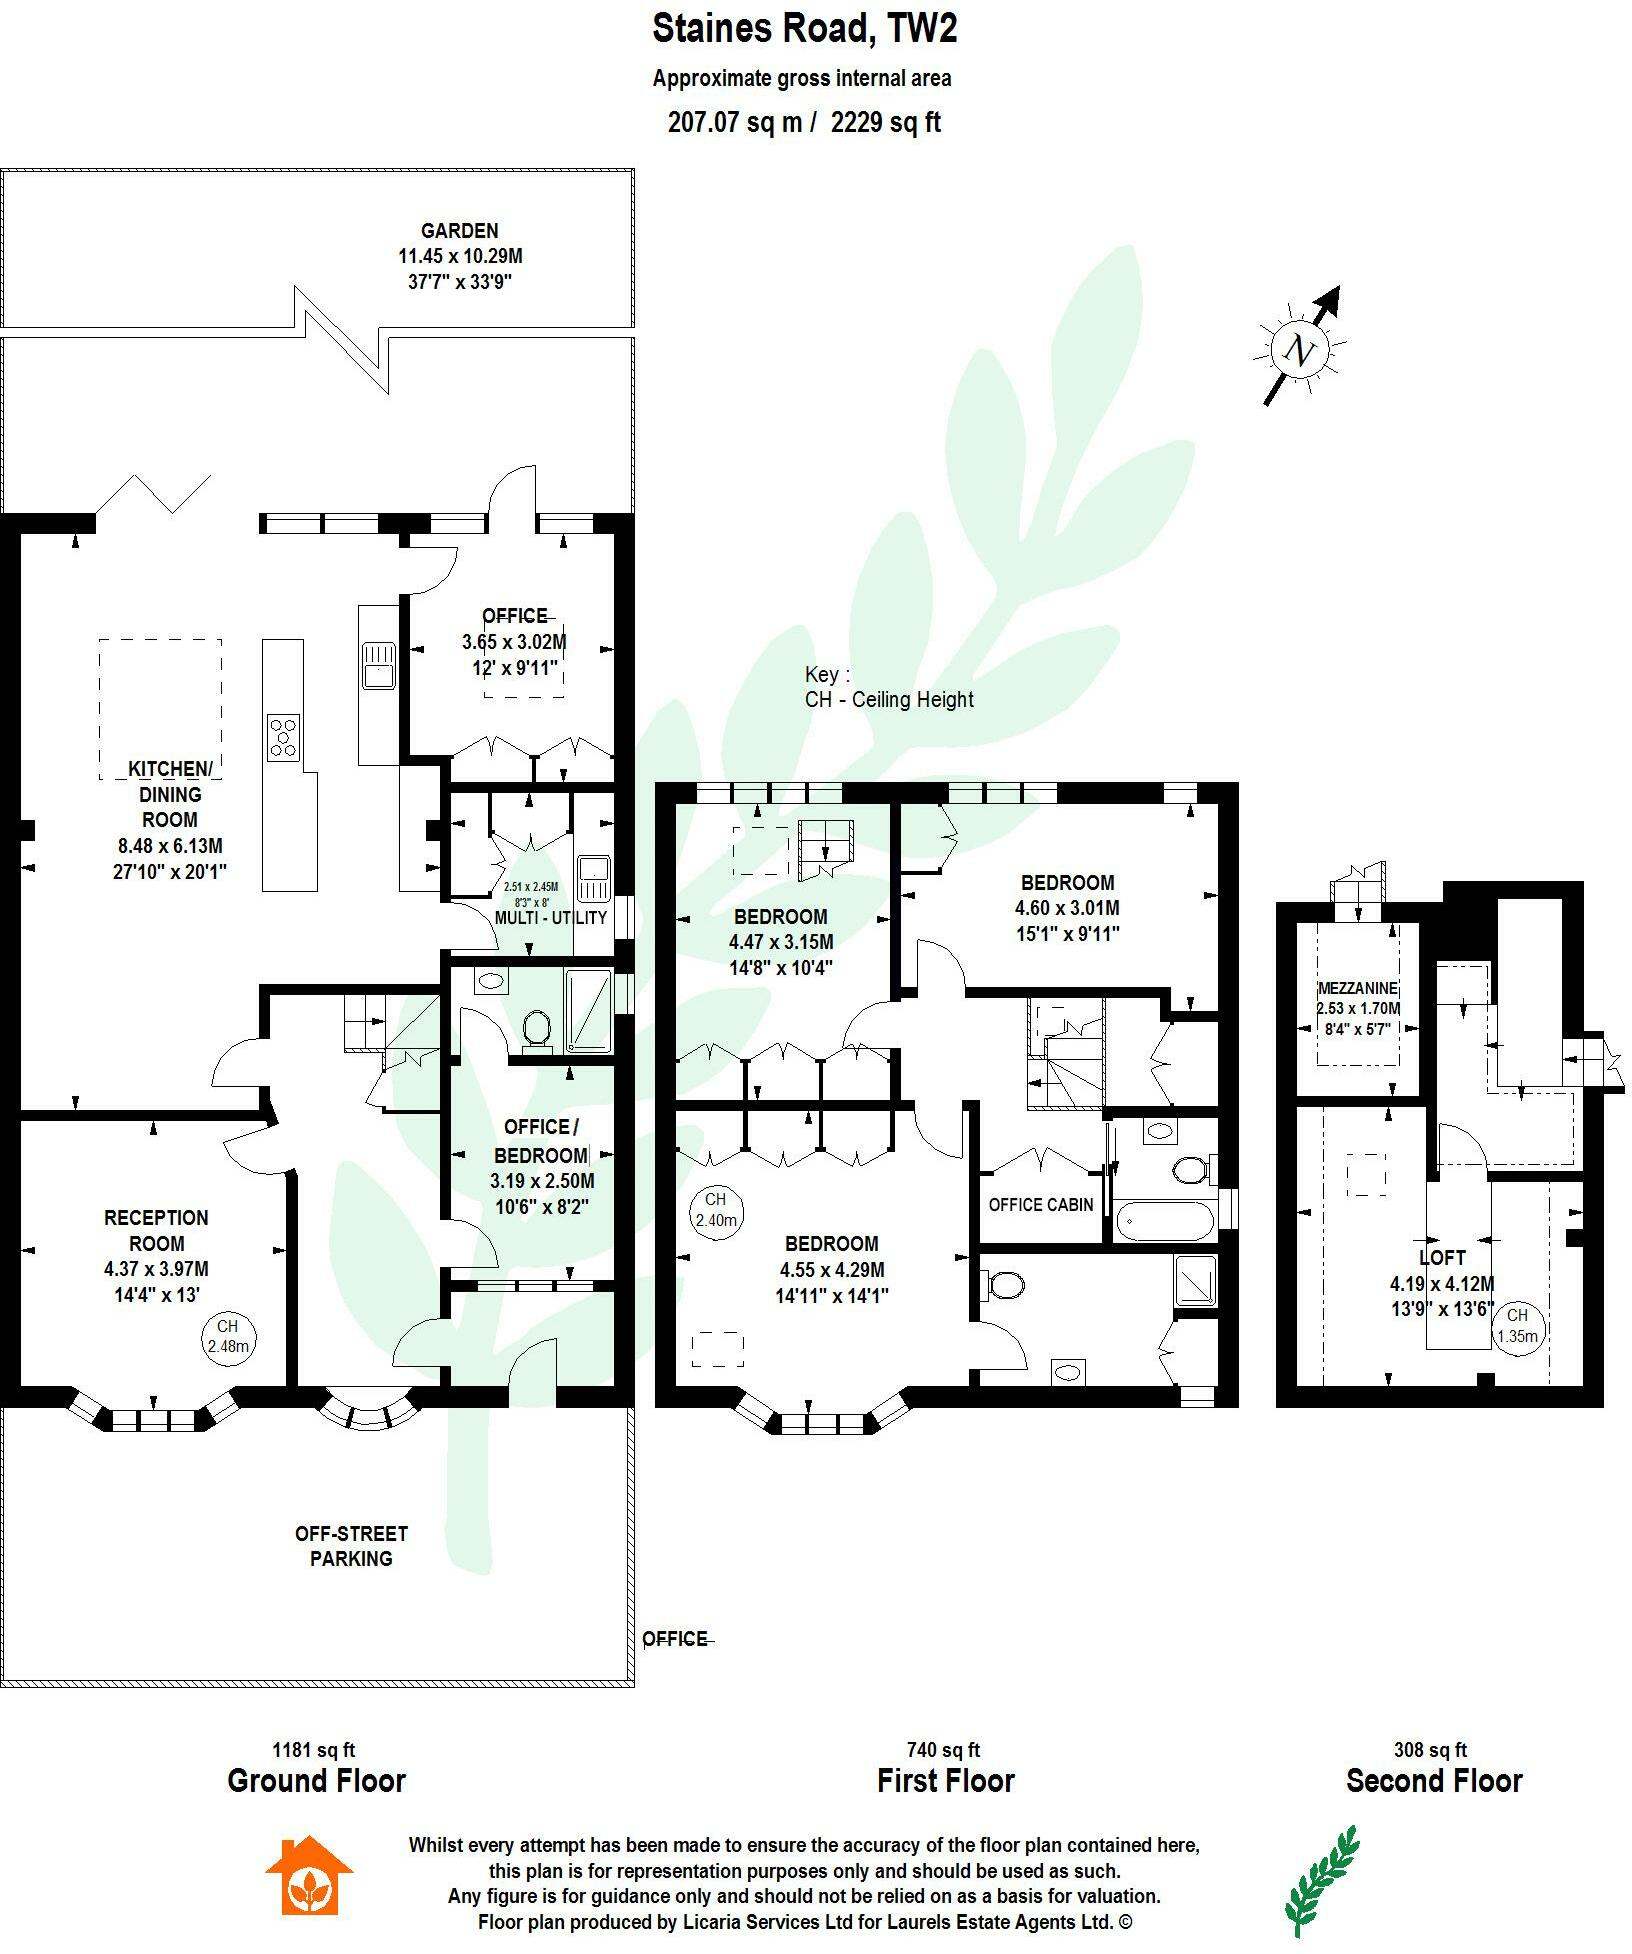 Staines Road, TW2
Approximate gross internal area
207.07 sq m /  2229 sq ft
GARDEN
11.45 x 10.29M
37'7" x 33'9"
N
OFFICE
3.65 x 3.02M
12' x 9'11"
Key :
CH - Ceiling Height
KITCHEN/
DINING
ROOM
8.48 x 6.13M
27'10" x 20'1"
2.51 x 2.45M
8'3" x 8'
MULTI - UTILITY
BEDROOM
4.47 x 3.15M
14'8" x 10'4"
BEDROOM
4.60 x 3.01M
15'1" x 9'11"
MEZZANINE
2.53 x 1.70M
8'4" x 5'7"
OFFICE /
BEDROOM
3.19 x 2.50M
10'6" x 8'2"
RECEPTION
ROOM
4.37 x 3.97M
14'4" x 13'
CH
2.48m
CH
2.40m
BEDROOM
4.55 x 4.29M
14'11" x 14'1"
OFFICE CABIN
LOFT
4.19 x 4.12M
13'9" x 13'6"
CH
1.35m
OFF-STREET
PARKING
OFFICE
1181 sq ft
Ground Floor
740 sq ft
First Floor
308 sq ft
Second Floor
Whilst every attempt has been made to ensure the accuracy of the floor plan contained here,
this plan is for representation purposes only and should be used as such.
Any figure is for guidance only and should not be relied on as a basis for valuation.
Floor plan produced by Licaria Services Ltd for Laurels Estate Agents Ltd. ©